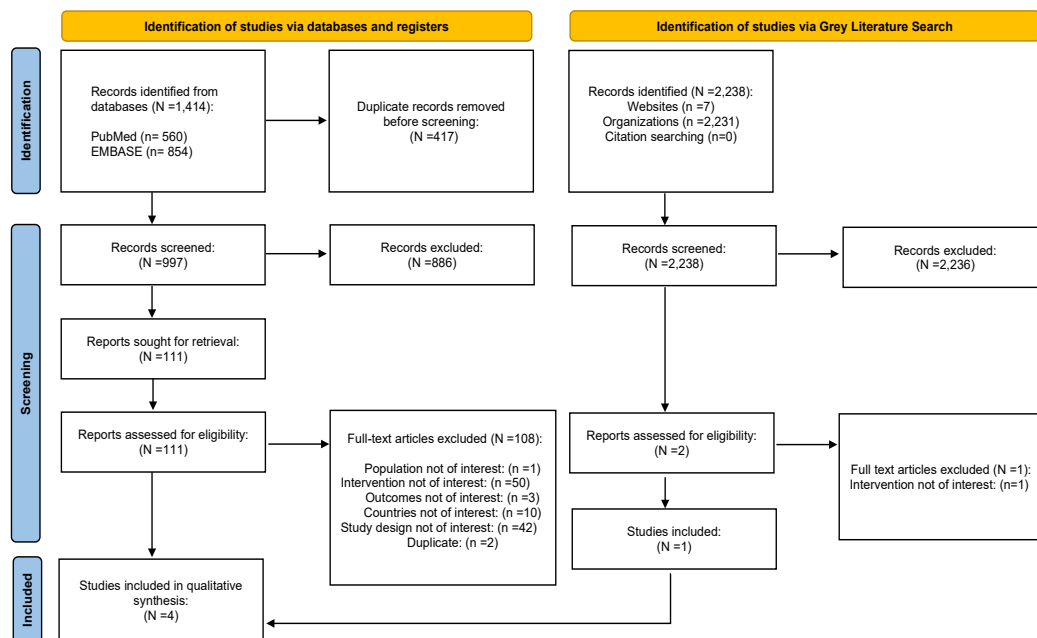 Identification of studies via databases and registers
Identification of studies via Grey Literature Search
Identification
Records identified from
databases (N =1,414):
PubMed (n= 560)
EMBASE (n= 854)
Duplicate records removed
before screening:
(N =417)
Records identified (N =2,238):
Websites (n =7)
Organizations (n =2,231)
Citation searching (n=0)
Screening
Records screened:
(N =997)
Records excluded:
(N =886)
Records screened:
(N =2,238)
Records excluded:
(N =2,236)
Reports sought for retrieval:
(N =111)
Reports assessed for eligibility:
(N =111)
Full-text articles excluded (N =108):
Population not of interest: (n =1)
Intervention not of interest: (n =50)
Outcomes not of interest: (n =3)
Countries not of interest: (n =10)
Study design not of interest: (n =42)
Duplicate: (n =2)
Reports assessed for eligibility:
(N =2)
Full text articles excluded (N =1):
Intervention not of interest: (n=1)
Studies included:
(N =1)
Included
Studies included in qualitative
synthesis:
(N =4)